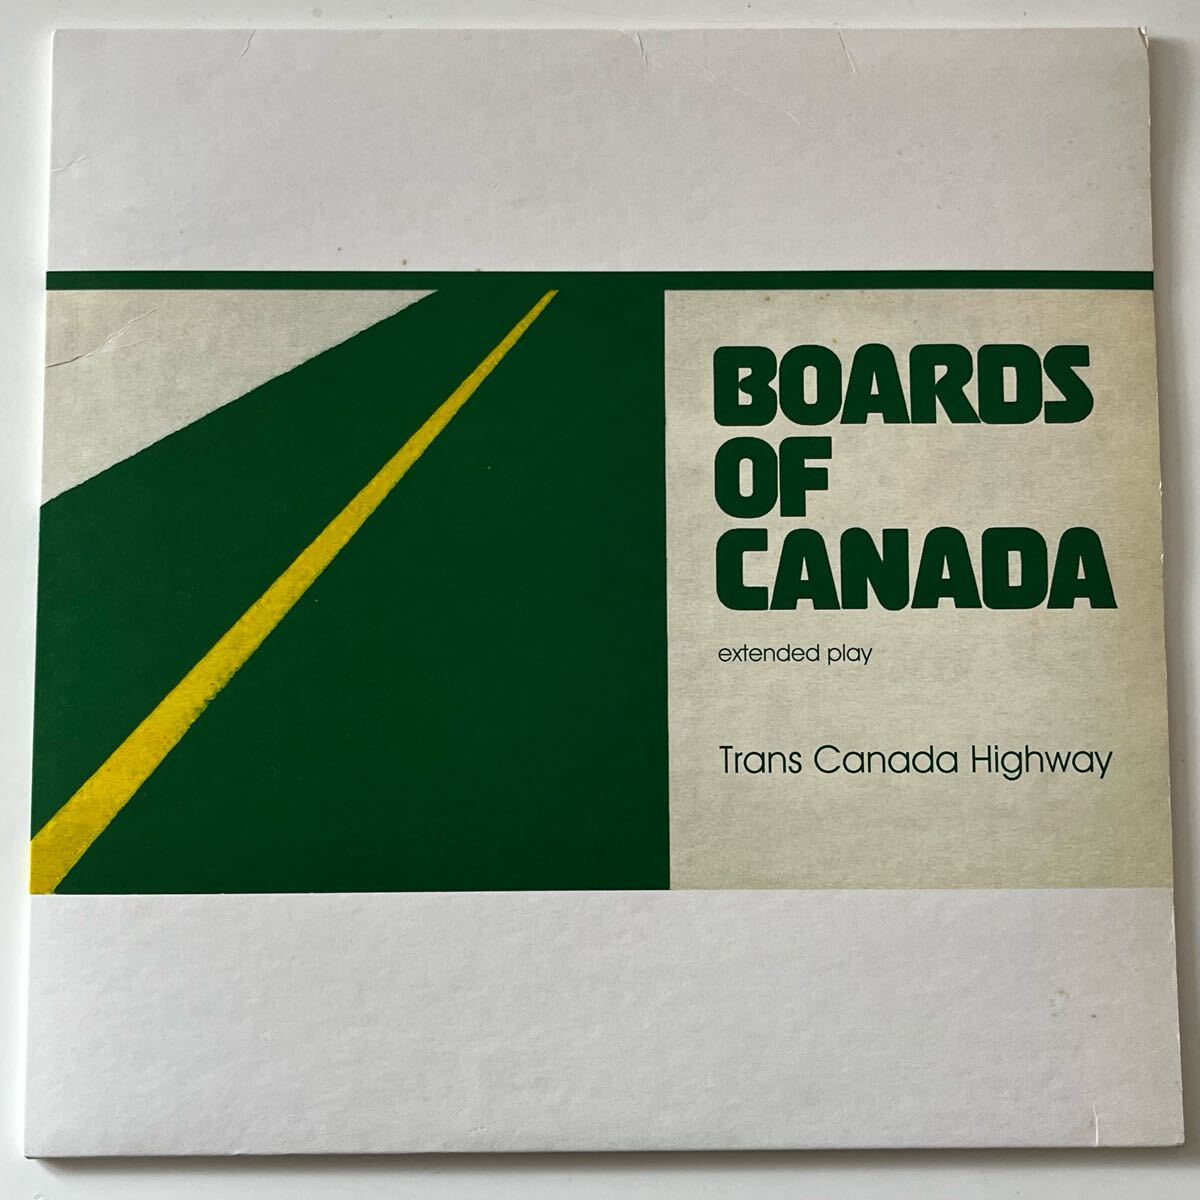 BOARDS
OF
CANADA
extended play
Trans Canada Highway